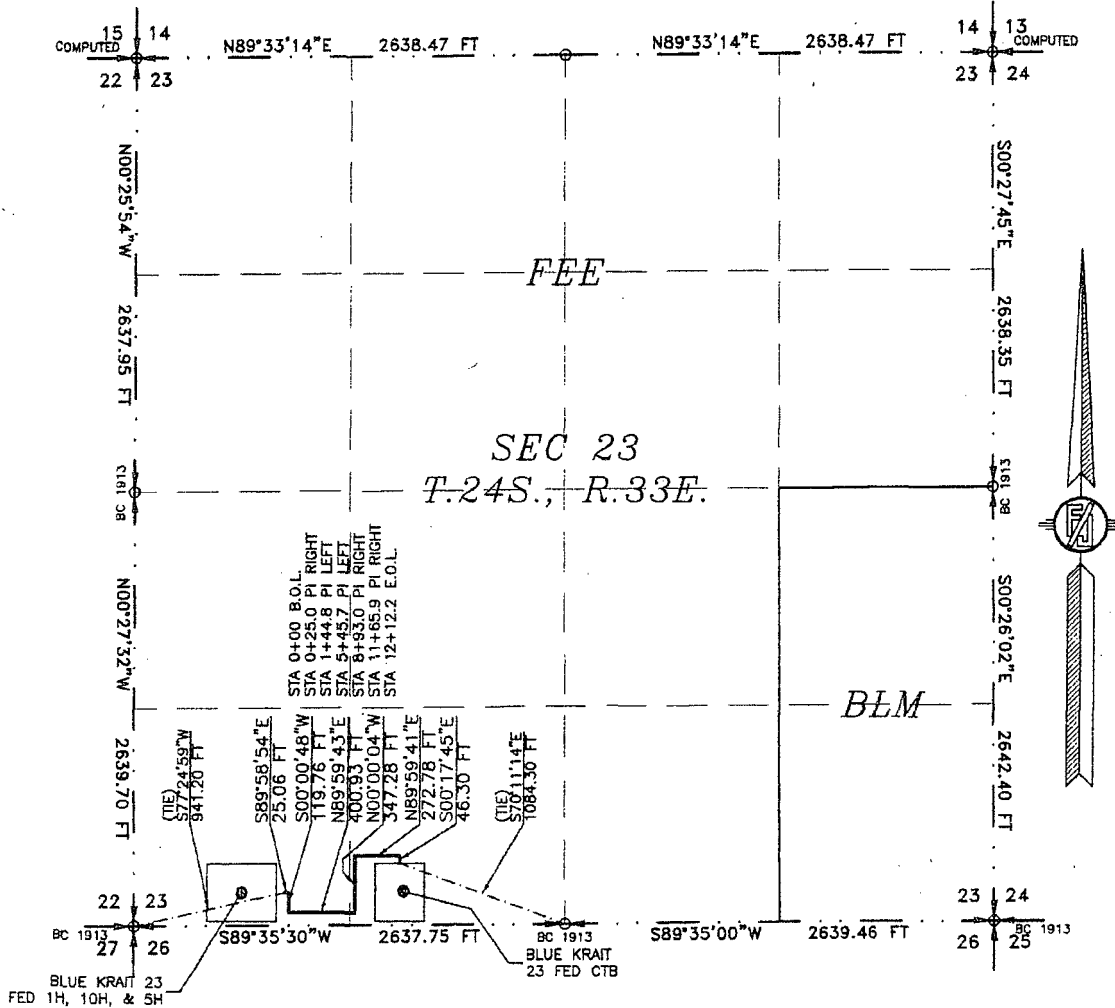 15 14
COMPUTED
22 23
N89°33'14"E 2638.47 FT
N89°33'14"E 2638.47 FT
14 13
COMPUTED
23 24
N00°25'54"W 2637.95 FT
S00°27'45"E 2638.35 FT
FEE
SEC 23
T.24S., R.33E.
BC 1913
BC 1913
STA 0+00 B.O.L.
STA 0+25.0 PI RIGHT
STA 1+44.8 PI LEFT
STA 5+45.7 PI LEFT
STA 8+93.0 PI RIGHT
STA 11+65.9 PI RIGHT
STA 12+12.2 E.O.L.
N00°27'32"W 2639.70 FT
S00°26'02"E 2642.40 FT
BLM
(TIE)
S77°24'59"W
941.20 FT
S89°58'54"E
25.06 FT
S00°00'48"W
119.76 FT
N89°59'43"E
400.93 FT
N00°00'04"W
347.28 FT
N89°59'41"E
272.78 FT
S00°17'45"E
46.30 FT
(TIE)
S70°11'14"E
1084.30 FT
22 23
BC 1913
27 26
S89°35'30"W 2637.75 FT
BC 1913
S89°35'00"W 2639.46 FT
23 24
BC 1913
26 25
BLUE KRAIT 23
FED 1H, 10H, & 5H
BLUE KRAIT
23 FED CTB